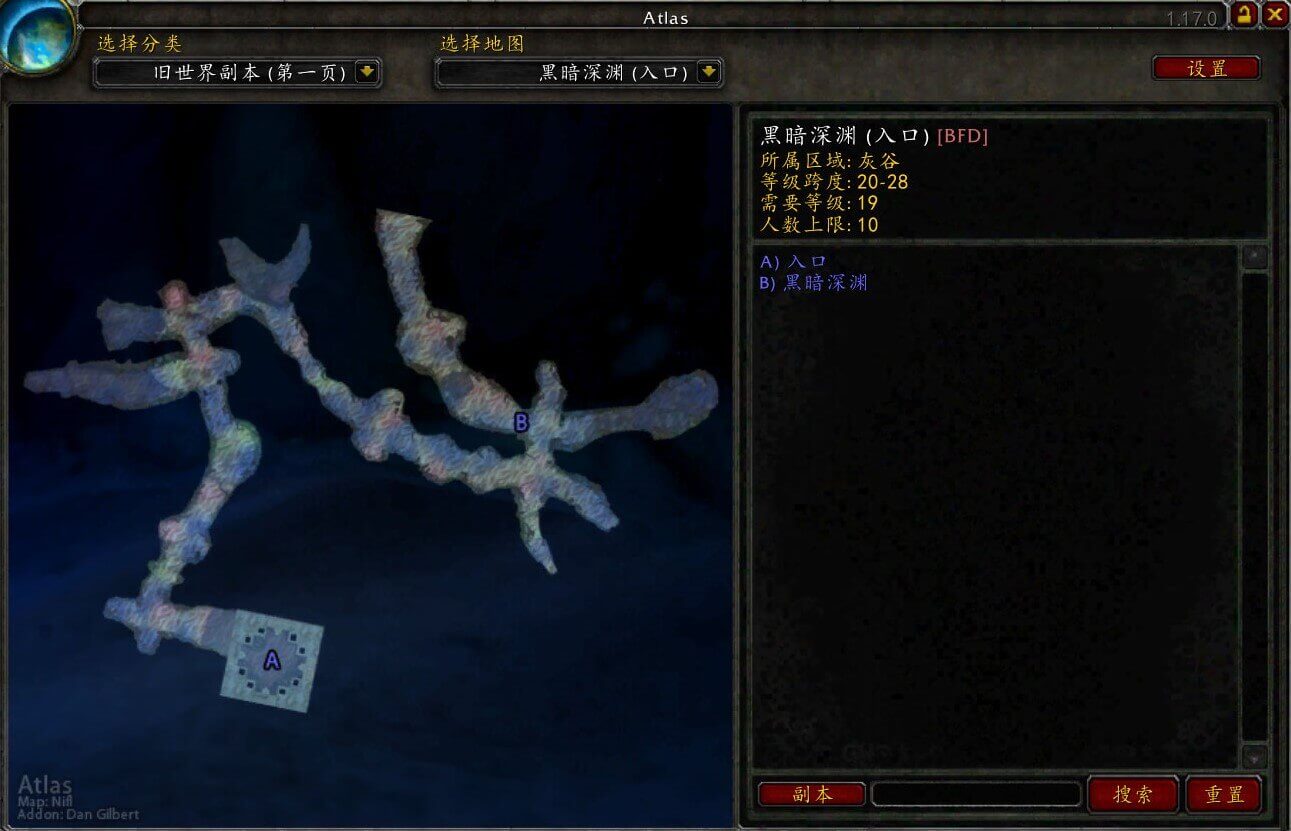 Atlas
1.17.0
选择分类
选择地图
旧世界副本 (第一页)
黑暗深渊 (入口)
设置
黑暗深渊 (入口) [BFD]
所属区域: 灰谷
等级跨度: 20-28
需要等级: 19
人数上限: 10
A) 入口
B) 黑暗深渊
B
A
Atlas
Map: Nifl
Addon: Dan Gilbert
副本
搜索
重置